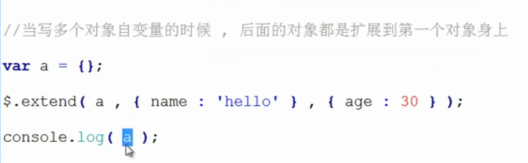 //当写多个对象自变量的时候 , 后面的对象都是扩展到第一个对象身上
var a = {};
$.extend( a , { name : 'hello' } , { age : 30 } );
console.log( a );